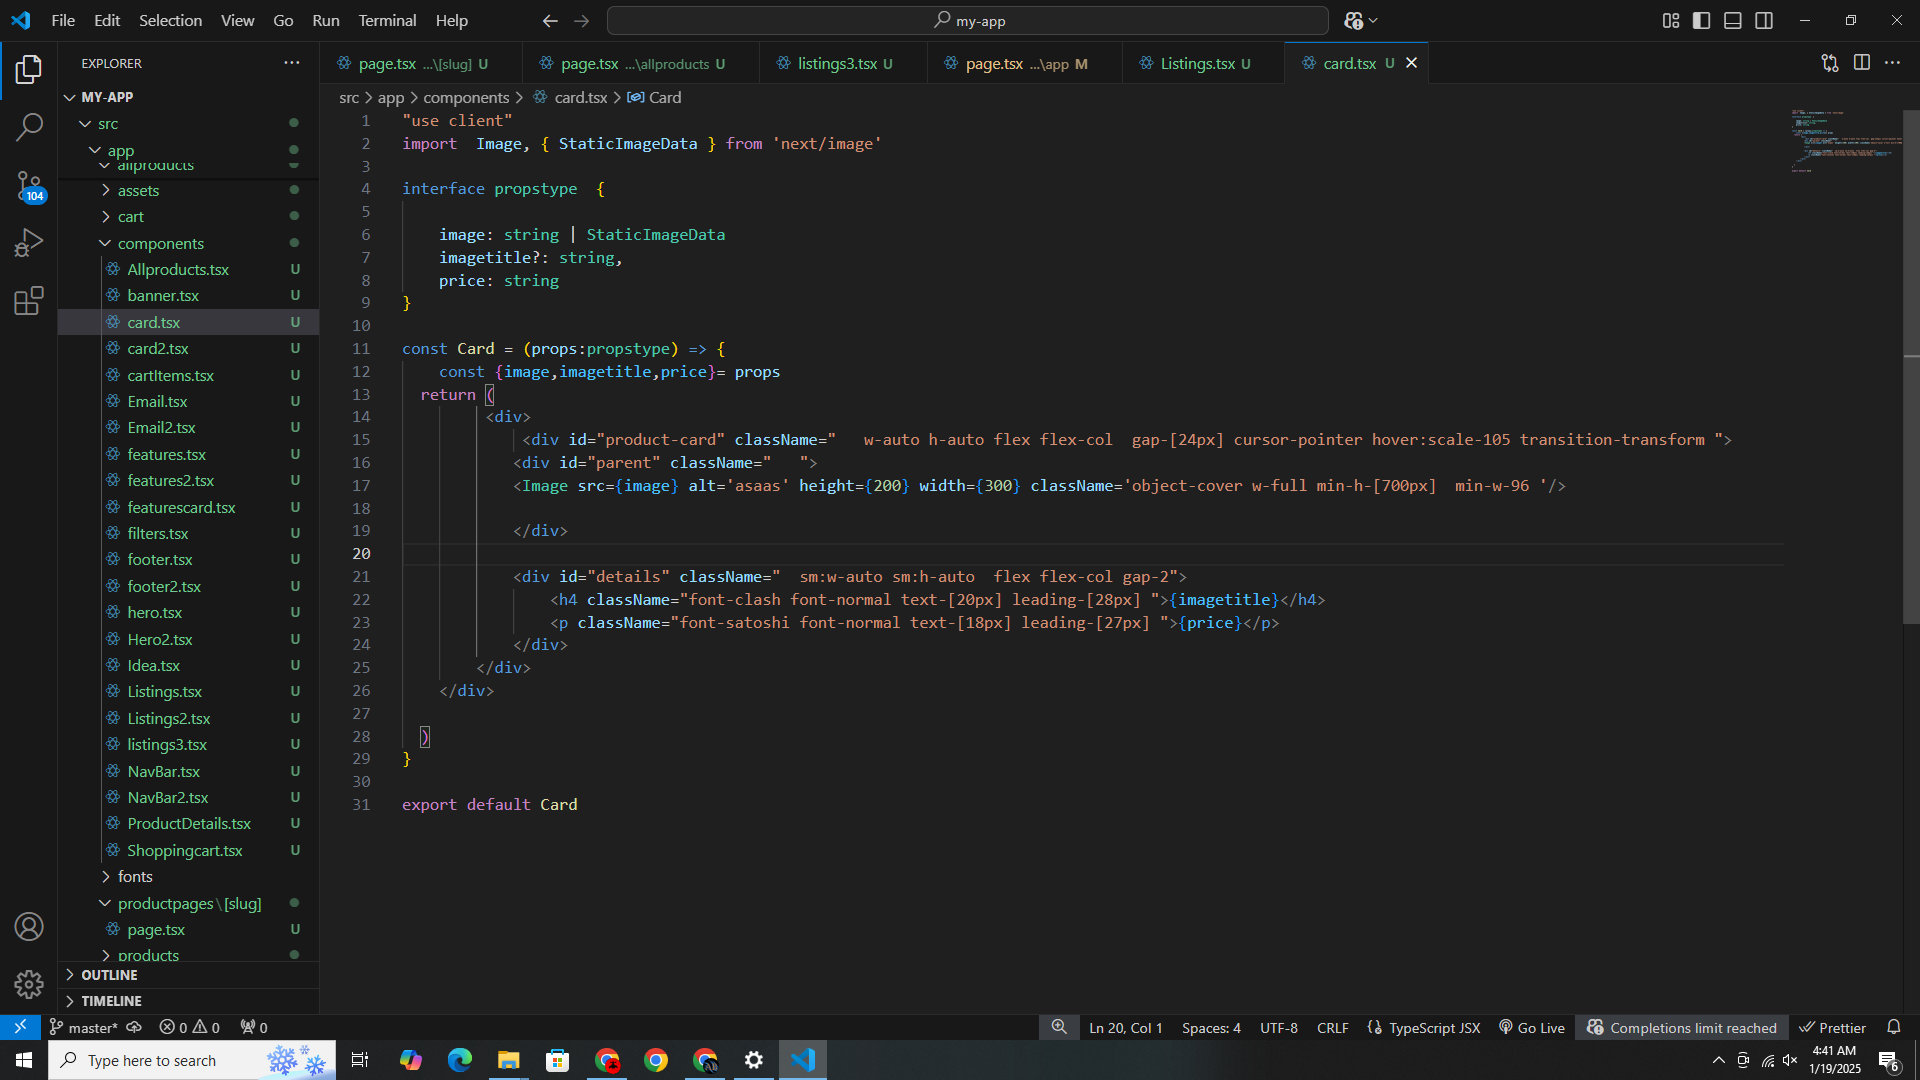 File Edit Selection View Go Run Terminal Help
my-app
EXPLORER
page.tsx ...\[slug] U
page.tsx ...\allproducts U
listings3.tsx U
page.tsx ...\app M
Listings.tsx U
card.tsx U
MY-APP
src
app
allproducts
assets
cart
components
Allproducts.tsx U
banner.tsx U
card.tsx U
card2.tsx U
cartItems.tsx U
Email.tsx U
Email2.tsx U
features.tsx U
features2.tsx U
featurescard.tsx U
filters.tsx U
footer.tsx U
footer2.tsx U
hero.tsx U
Hero2.tsx U
Idea.tsx U
Listings.tsx U
Listings2.tsx U
listings3.tsx U
NavBar.tsx U
NavBar2.tsx U
ProductDetails.tsx U
Shoppingcart.tsx U
fonts
productpages\[slug]
page.tsx U
products
OUTLINE
TIMELINE
104
src > app > components > card.tsx > Card
1 "use client"
2 import  Image, { StaticImageData } from 'next/image'
3
4 interface propstype  {
5
6     image: string | StaticImageData
7     imagetitle?: string,
8     price: string
9 }
10
11 const Card = (props:propstype) => {
12     const {image,imagetitle,price}= props
13   return (
14          <div>
15              <div id="product-card" className="   w-auto h-auto flex flex-col  gap-[24px] cursor-pointer hover:scale-105 transition-transform ">
16             <div id="parent" className="   ">
17             <Image src={image} alt='asaas' height={200} width={300} className='object-cover w-full min-h-[700px]  min-w-96 '/>
18
19             </div>
20
21             <div id="details" className="  sm:w-auto sm:h-auto  flex flex-col gap-2">
22                 <h4 className="font-clash font-normal text-[20px] leading-[28px] ">{imagetitle}</h4>
23                 <p className="font-satoshi font-normal text-[18px] leading-[27px] ">{price}</p>
24             </div>
25         </div>
26     </div>
27
28   )
29 }
30
31 export default Card
master* 0 0 0
Ln 20, Col 1 Spaces: 4 UTF-8 CRLF {} TypeScript JSX Go Live Completions limit reached Prettier
Type here to search
4:41 AM
1/19/2025
6